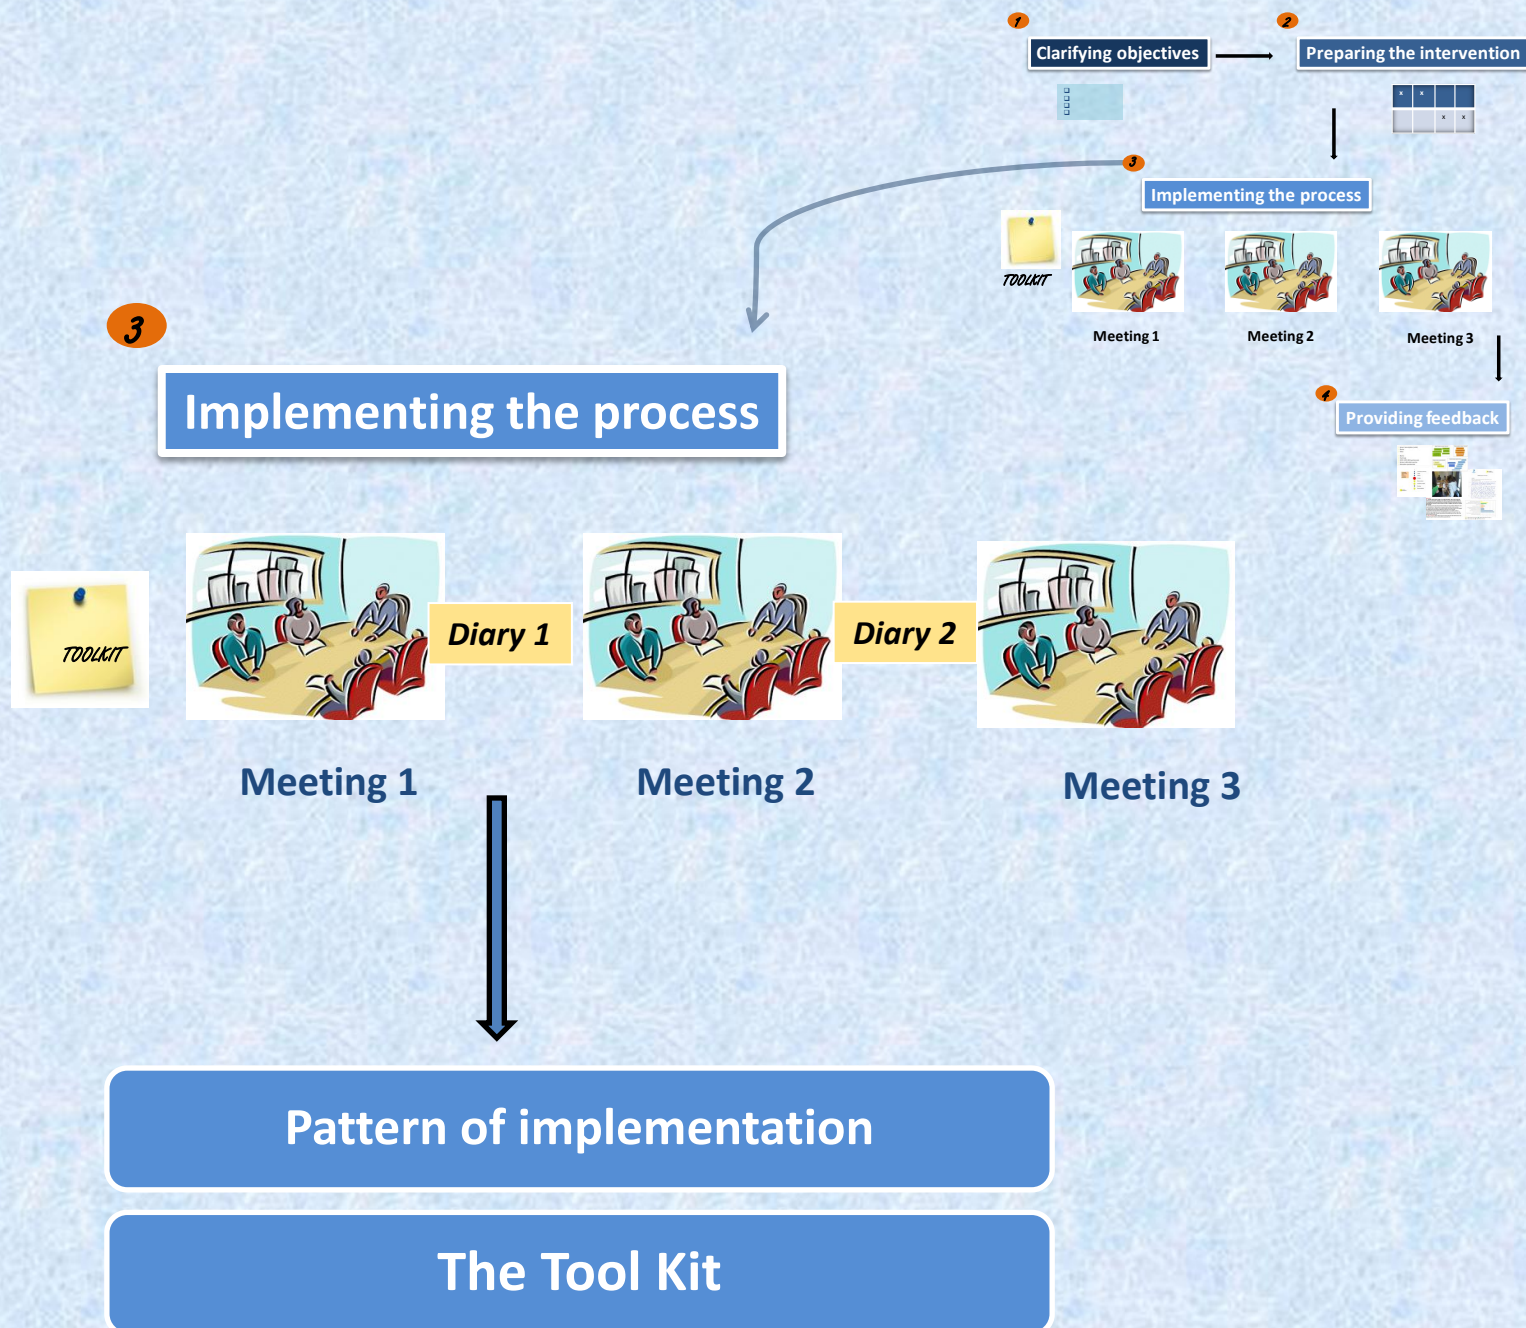 1
2
Clarifying objectives
Preparing the intervention
x x
x x
3
Implementing the process
TOOLKIT
Meeting 1
Meeting 2
Meeting 3
4
Providing feedback
3
Implementing the process
TOOLKIT
Diary 1
Diary 2
Meeting 1
Meeting 2
Meeting 3
Pattern of implementation
The Tool Kit